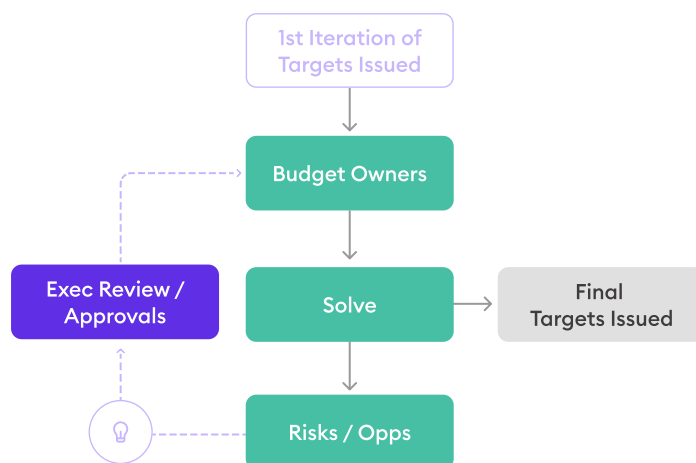 1st Iteration of
Targets Issued
Budget Owners
Exec Review /
Approvals
Solve
Final
Targets Issued
Risks / Opps